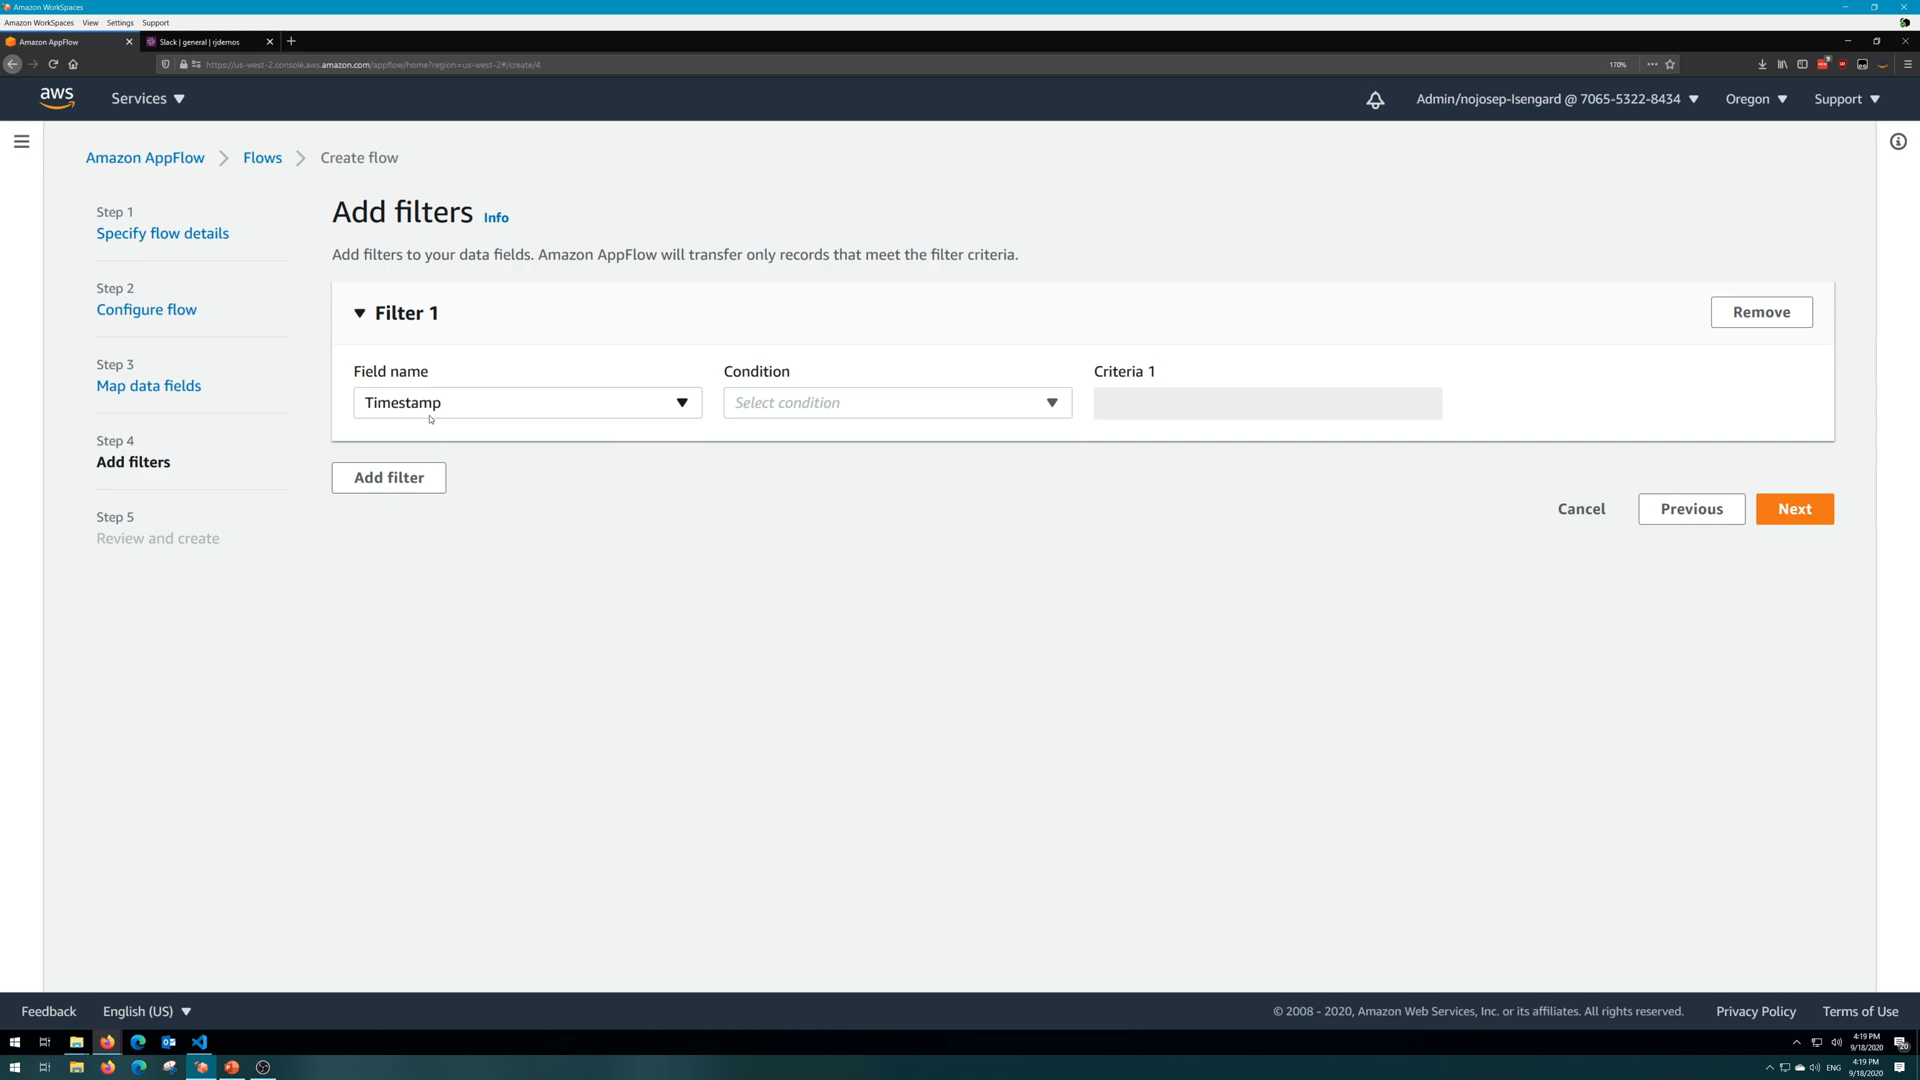 Amazon WorkSpaces
Amazon WorkSpaces View Settings Support
Amazon AppFlow
Slack | general | rjdemos
https://us-west-2.console.aws.amazon.com/appflow/home?region=us-west-2#/create/4
170%
aws
Services
Admin/nojosep-Isengard @ 7065-5322-8434
Oregon
Support
Amazon AppFlow
Flows
Create flow
Step 1
Specify flow details
Step 2
Configure flow
Step 3
Map data fields
Step 4
Add filters
Step 5
Review and create
Add filters Info
Add filters to your data fields. Amazon AppFlow will transfer only records that meet the filter criteria.
Filter 1
Remove
Field name
Condition
Criteria 1
Timestamp
Select condition
Add filter
Cancel
Previous
Next
Feedback
English (US)
© 2008 - 2020, Amazon Web Services, Inc. or its affiliates. All rights reserved.
Privacy Policy
Terms of Use
4:19 PM
9/18/2020
20
ENG
4:19 PM
9/18/2020